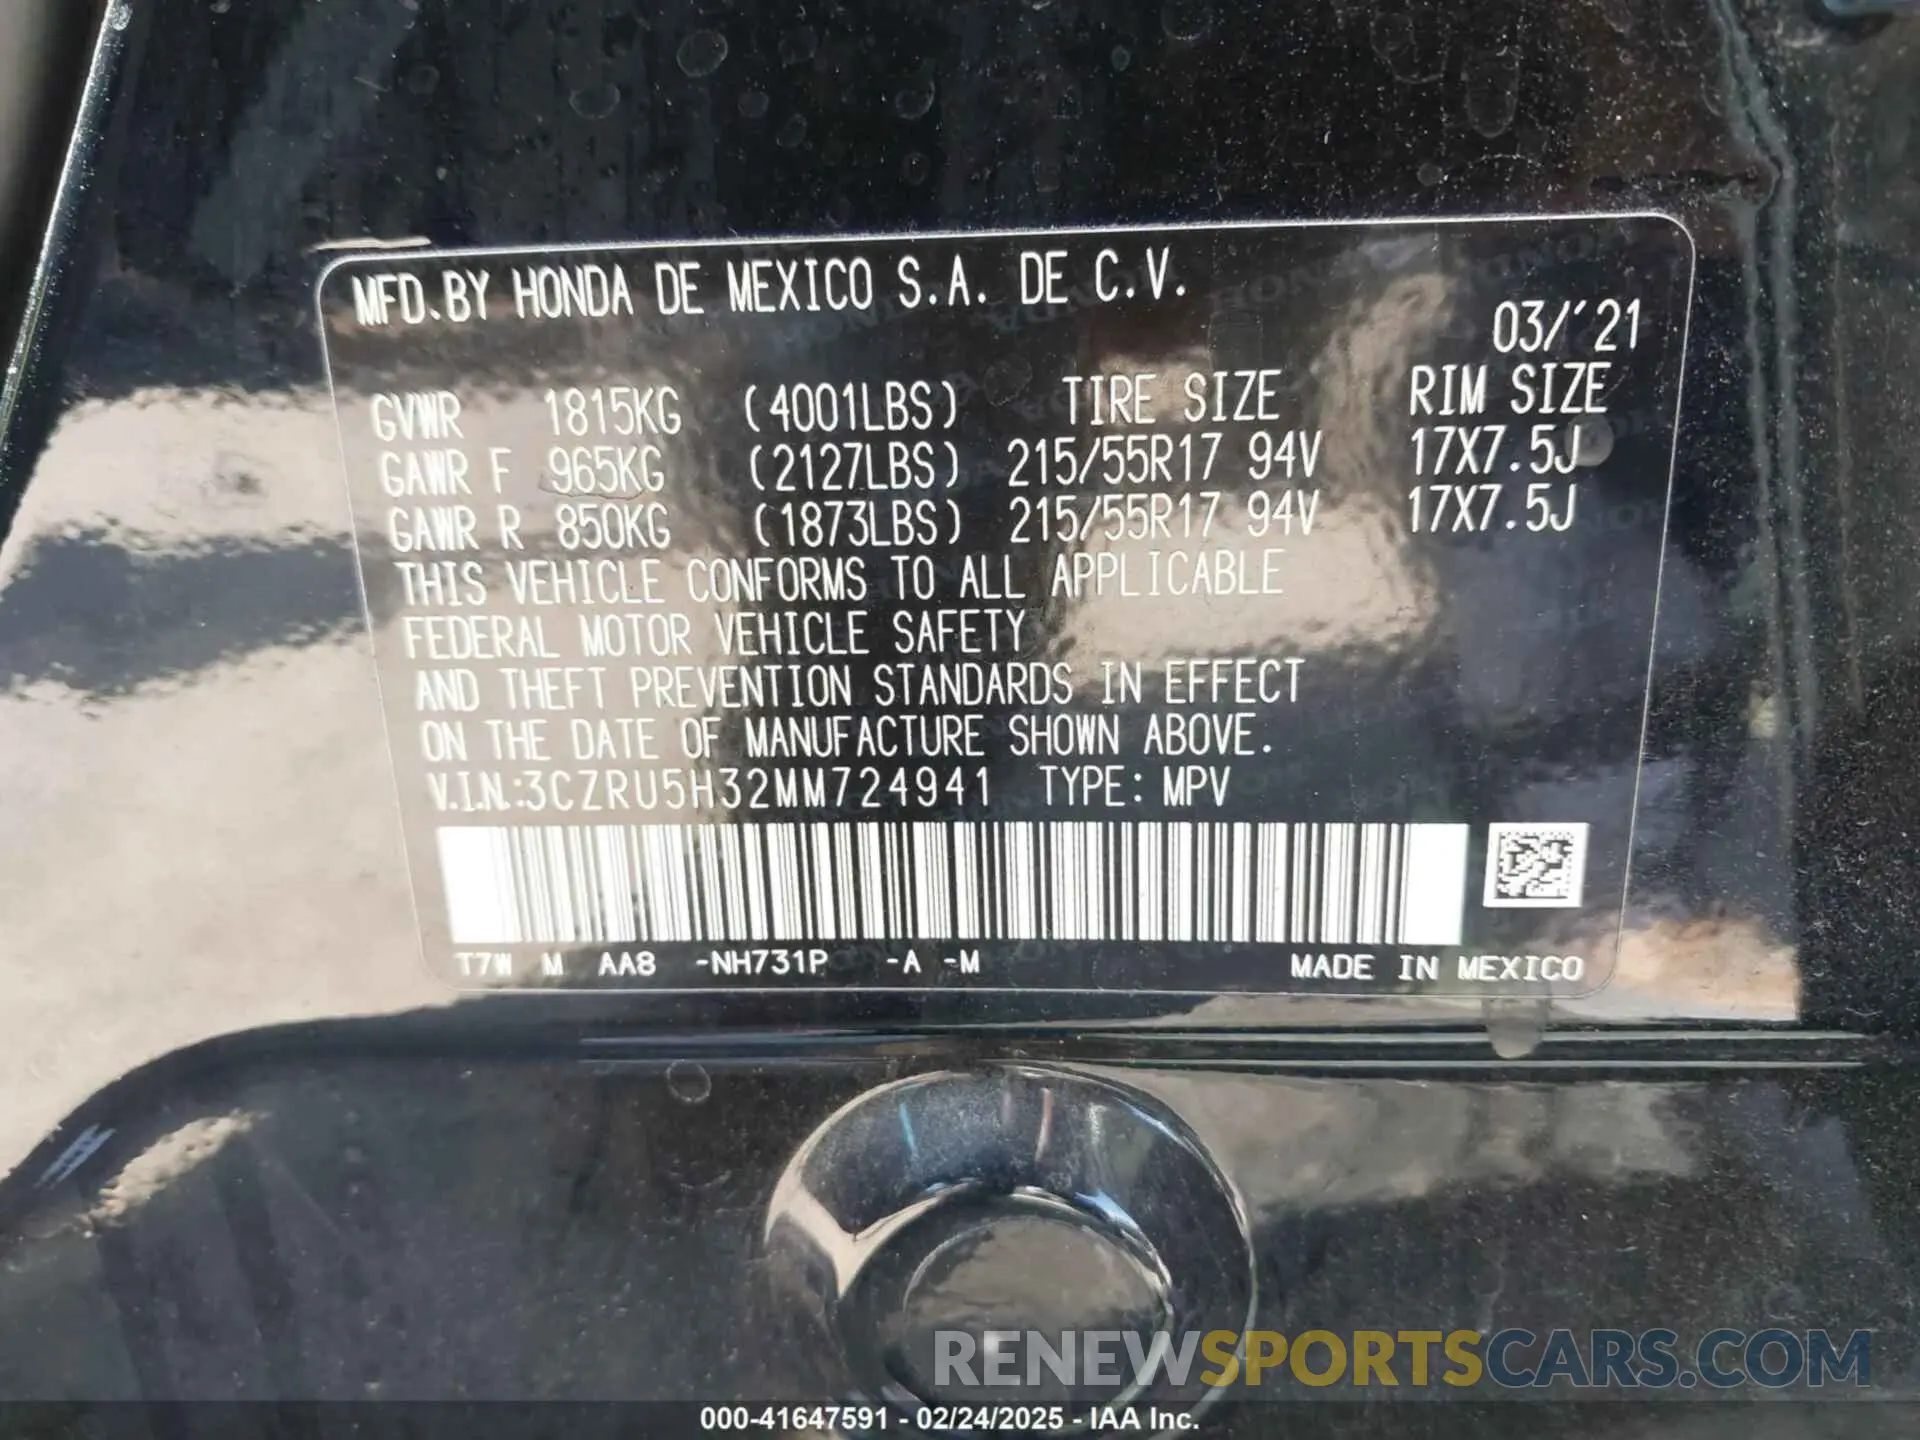 MFD.BY HONDA DE MEXICO S.A. DE C.V.
03/'21
GVWR 1815KG (4001LBS) TIRE SIZE RIM SIZE
GAWR F 965KG (2127LBS) 215/55R17 94V 17X7.5J
GAWR R 850KG (1873LBS) 215/55R17 94V 17X7.5J
THIS VEHICLE CONFORMS TO ALL APPLICABLE
FEDERAL MOTOR VEHICLE SAFETY
AND THEFT PREVENTION STANDARDS IN EFFECT
ON THE DATE OF MANUFACTURE SHOWN ABOVE.
V.I.N.:3CZRU5H32MM724941 TYPE: MPV
T7W M AA8 -NH731P -A -M MADE IN MEXICO
RENEWSPORTSCARS.COM
000-41647591 - 02/24/2025 - IAA Inc.